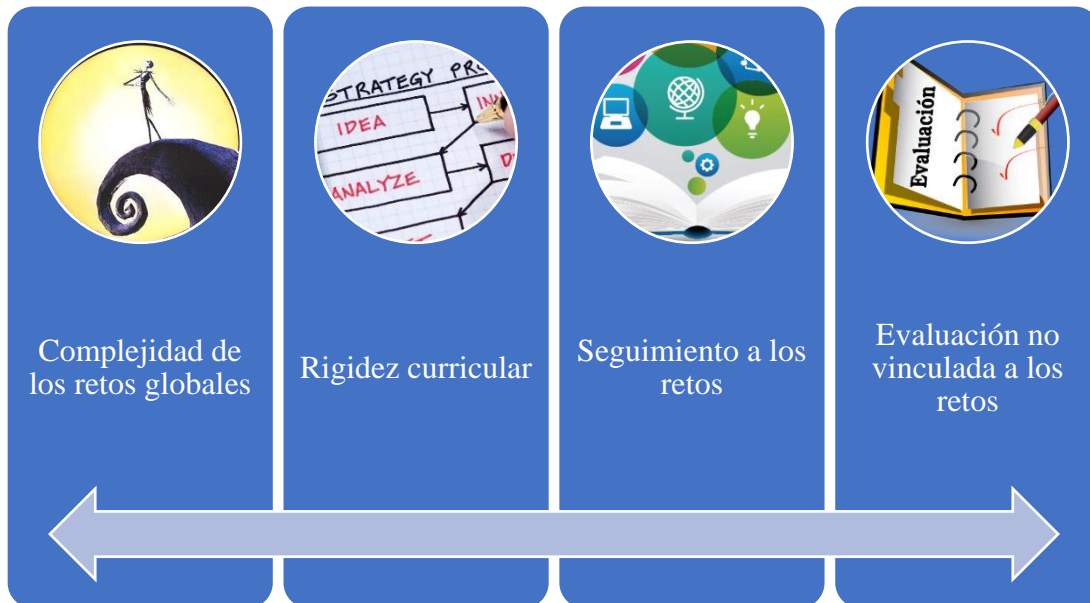 STRATEGY PR
IDEA
INN
ANALYZE
D
Evaluación
Complejidad de
los retos globales
Rigidez curricular
Seguimiento a los
retos
Evaluación no
vinculada a los
retos